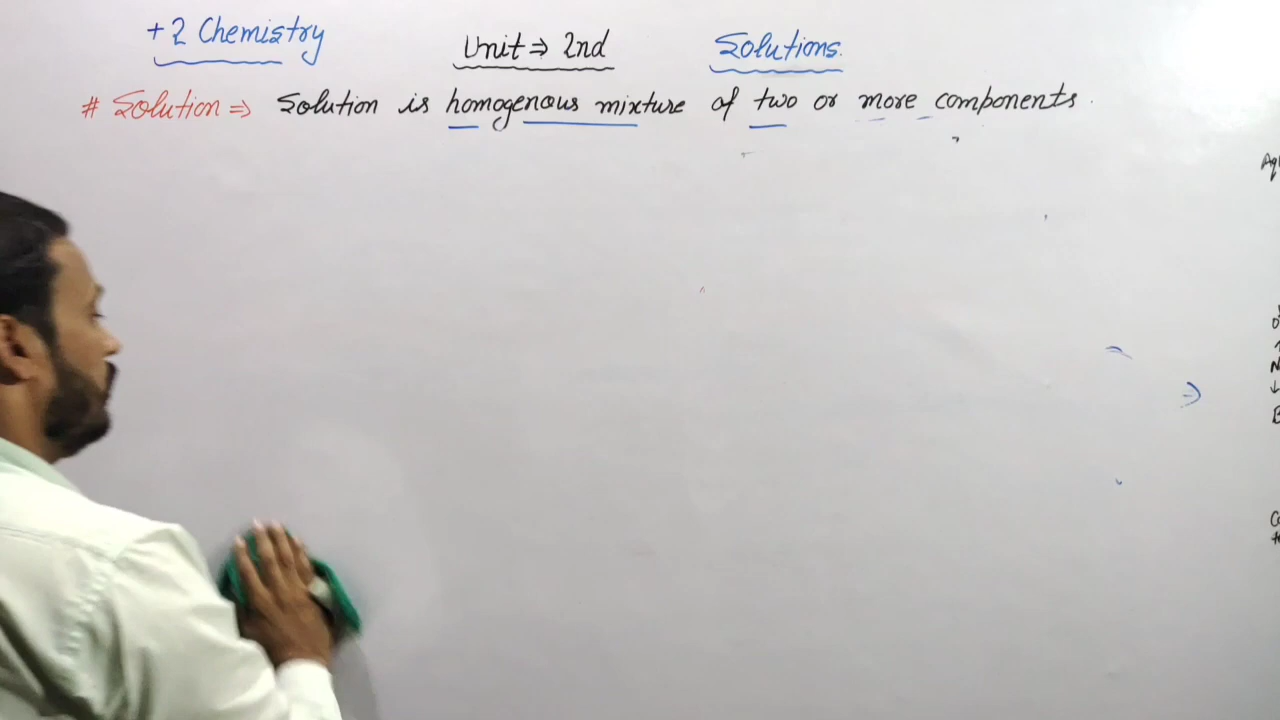 +2 Chemistry Unit ⇒ 2nd Solutions.
# Solution ⇒ Solution is homogenous mixture of two or more components.